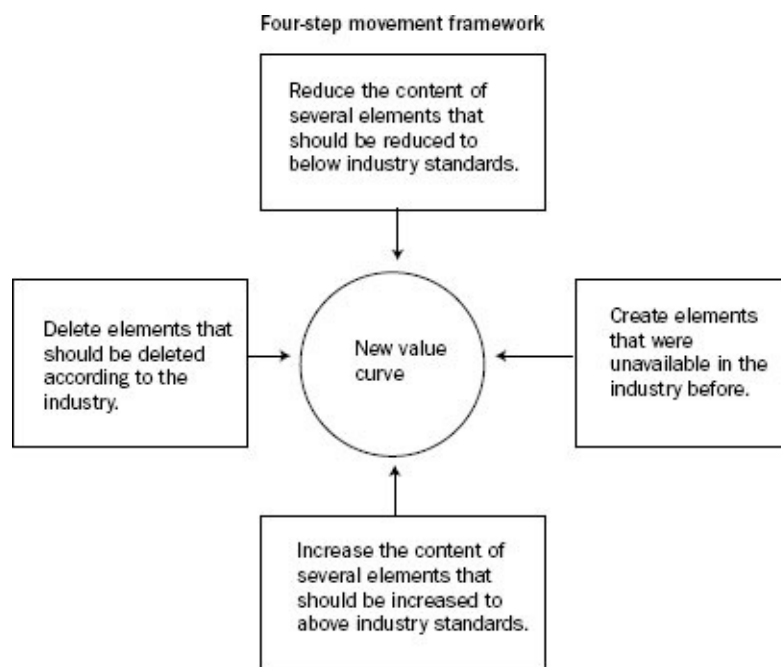 Four-step movement framework
Reduce the content of
several elements that
should be reduced to
below industry standards.
Delete elements that
should be deleted
according to the
industry.
New value
curve
Create elements
that were
unavailable in the
industry before.
Increase the content of
several elements that
should be increased to
above industry standards.